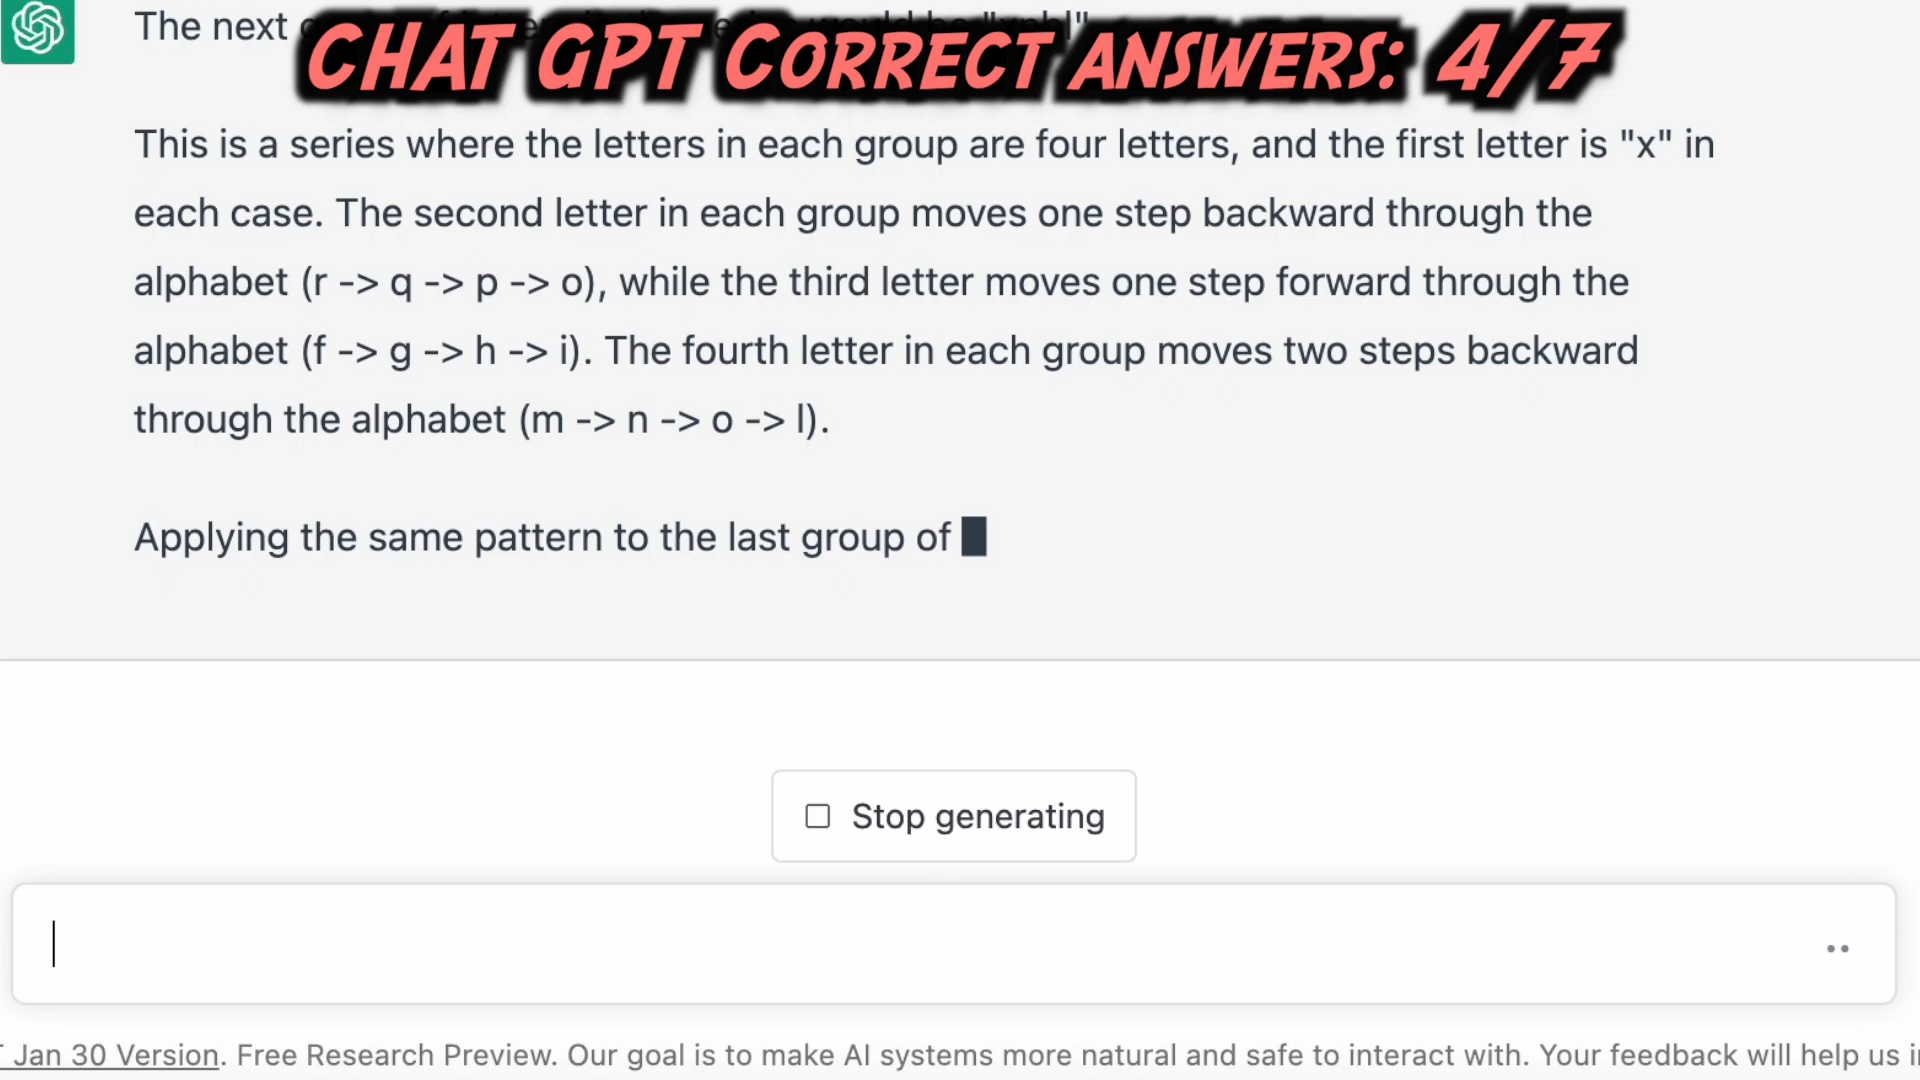 The next
CHAT GPT CORRECT ANSWERS: 4/7
This is a series where the letters in each group are four letters, and the first letter is "x" in
each case. The second letter in each group moves one step backward through the
alphabet (r -> q -> p -> o), while the third letter moves one step forward through the
alphabet (f -> g -> h -> i). The fourth letter in each group moves two steps backward
through the alphabet (m -> n -> o -> l).
Applying the same pattern to the last group of
Stop generating
Jan 30 Version. Free Research Preview. Our goal is to make AI systems more natural and safe to interact with. Your feedback will help us